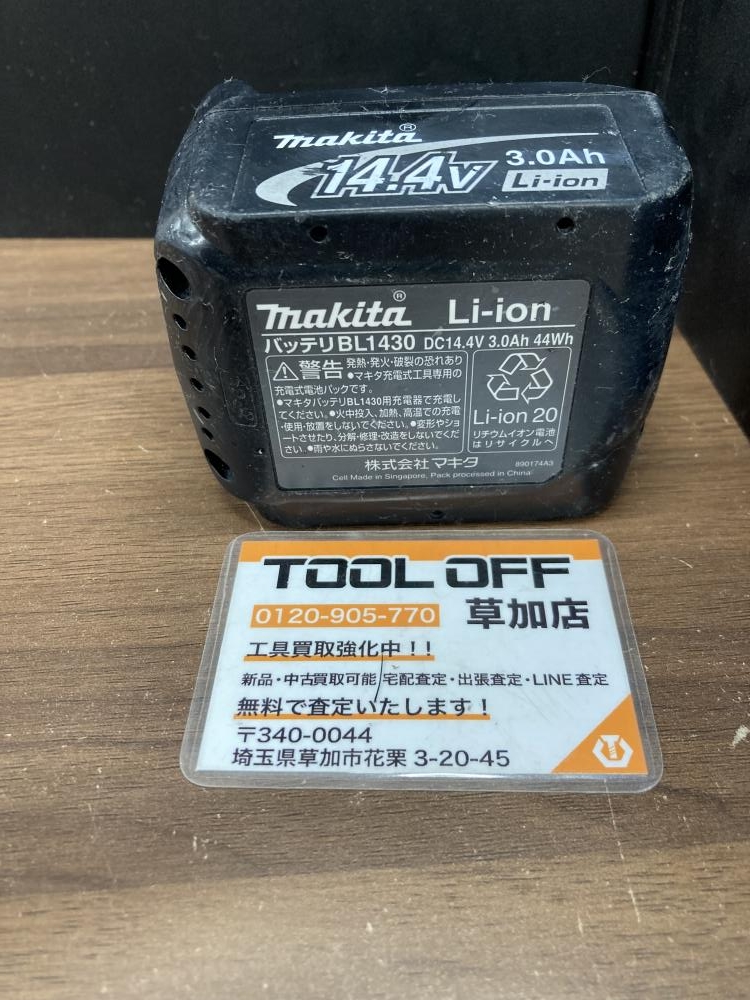 makita®
14.4V 3.0Ah
Li-ion
makita® Li-ion
バッテリBL1430 DC14.4V 3.0Ah 44Wh
⚠警告 発熱・発火・破裂の恐れあり
●マキタ充電式工具専用の
充電式電池パックです。
●マキタバッテリBL1430用充電器で充電し
てください。●火中投入、加熱、高温での充電
・使用・放置をしないでください。●変形やショ
ートさせたり、分解・修理・改造をしないでくだ
さい。●雨や水にぬらさないでください。
Li-ion 20
リチウムイオン電池
はリサイクルへ
株式会社マキタ 890174A3
Cell Made in Singapore, Pack processed in China
TOOL OFF
0120-905-770 草加店
工具買取強化中!!
新品・中古買取可能 宅配査定・出張査定・LINE査定
無料で査定いたします!
〒340-0044
埼玉県草加市花栗 3-20-45